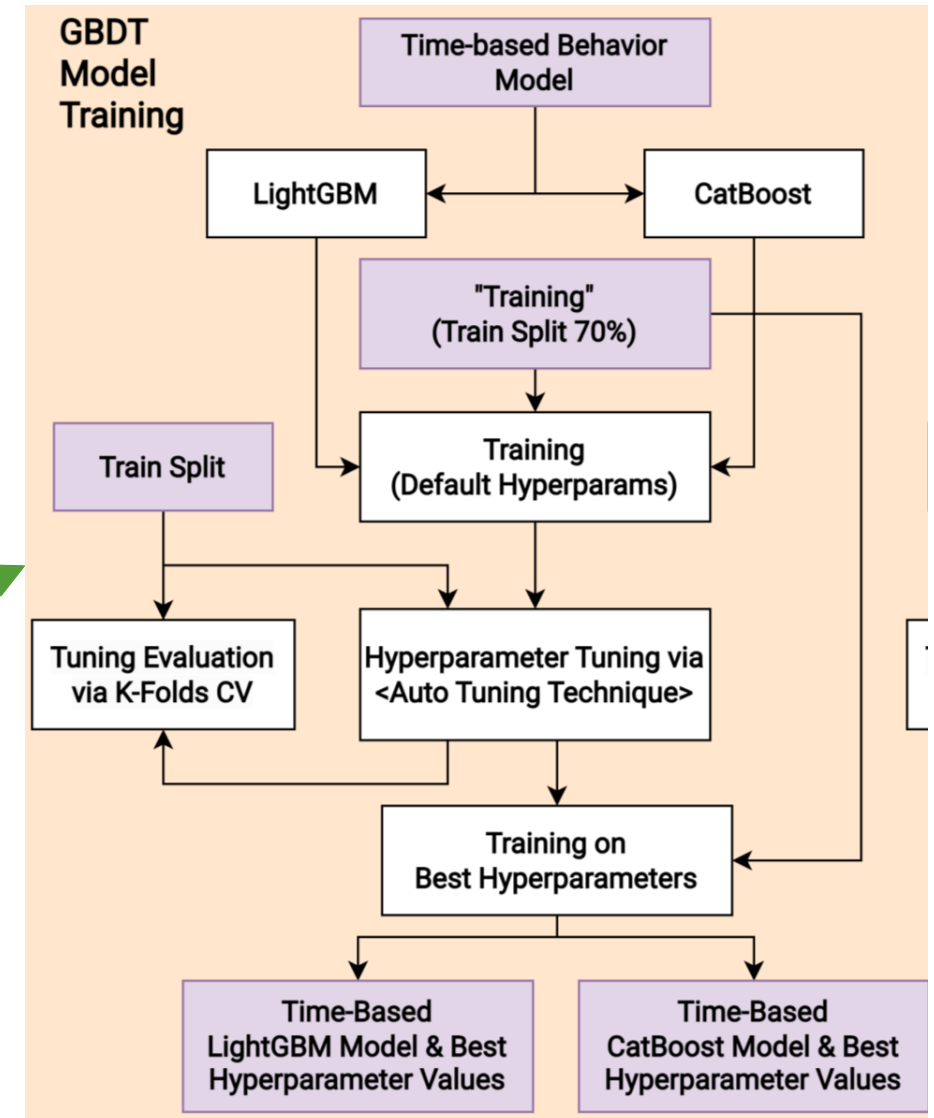 GBDT
Model
Training
Time-based Behavior
Model
LightGBM
CatBoost
"Training"
(Train Split 70%)
Training
(Default Hyperparams)
Train Split
Tuning Evaluation
via K-Folds CV
Hyperparameter Tuning via
<Auto Tuning Technique>
Training on
Best Hyperparameters
Time-Based
LightGBM Model & Best
Hyperparameter Values
Time-Based
CatBoost Model & Best
Hyperparameter Values